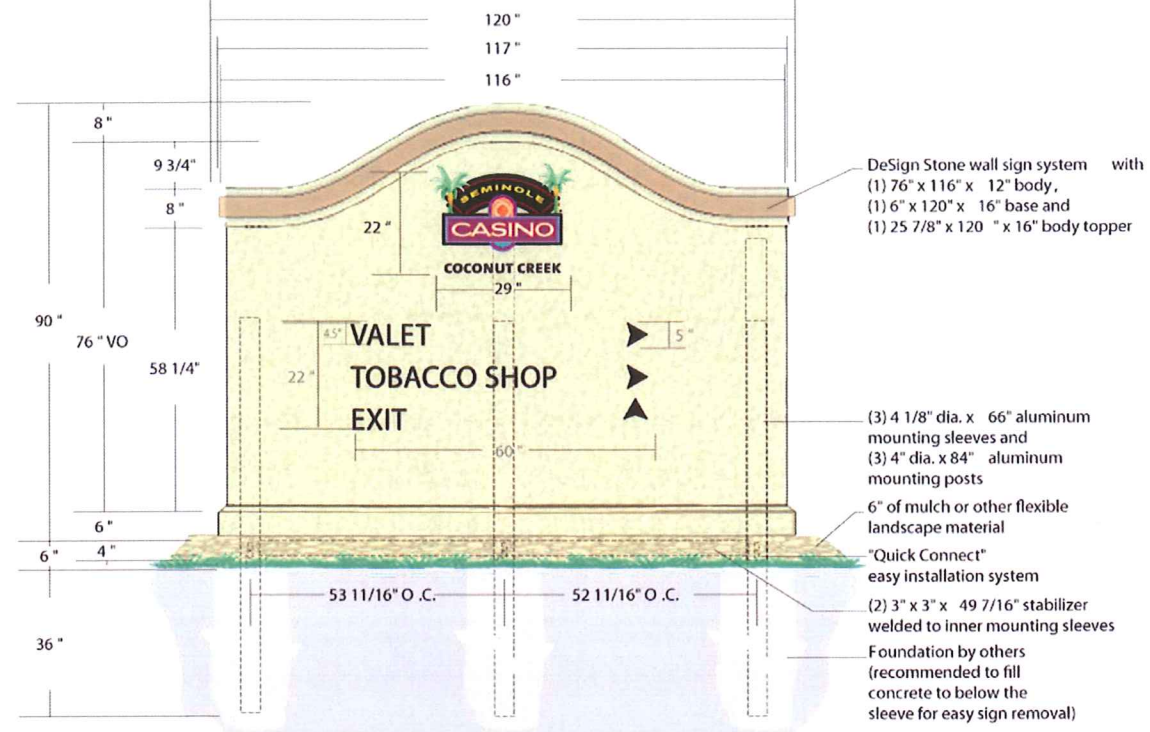 120 "
117 "
116 "
8 "
9 3/4"
8 "
90 "
76 " VO
58 1/4"
6 "
6 "
4 "
36 "
SEMINOLE
CASINO
COCONUT CREEK
22 "
29 "
4.5"
VALET
5 "
22 "
TOBACCO SHOP
EXIT
60 "
53 11/16" O .C.
52 11/16" O .C.
DeSign Stone wall sign system with
(1) 76" x 116" x 12" body,
(1) 6" x 120" x 16" base and
(1) 25 7/8" x 120 " x 16" body topper
(3) 4 1/8" dia. x 66" aluminum
mounting sleeves and
(3) 4" dia. x 84" aluminum
mounting posts
6" of mulch or other flexible
landscape material
"Quick Connect"
easy installation system
(2) 3" x 3" x 49 7/16" stabilizer
welded to inner mounting sleeves
Foundation by others
(recommended to fill
concrete to below the
sleeve for easy sign removal)